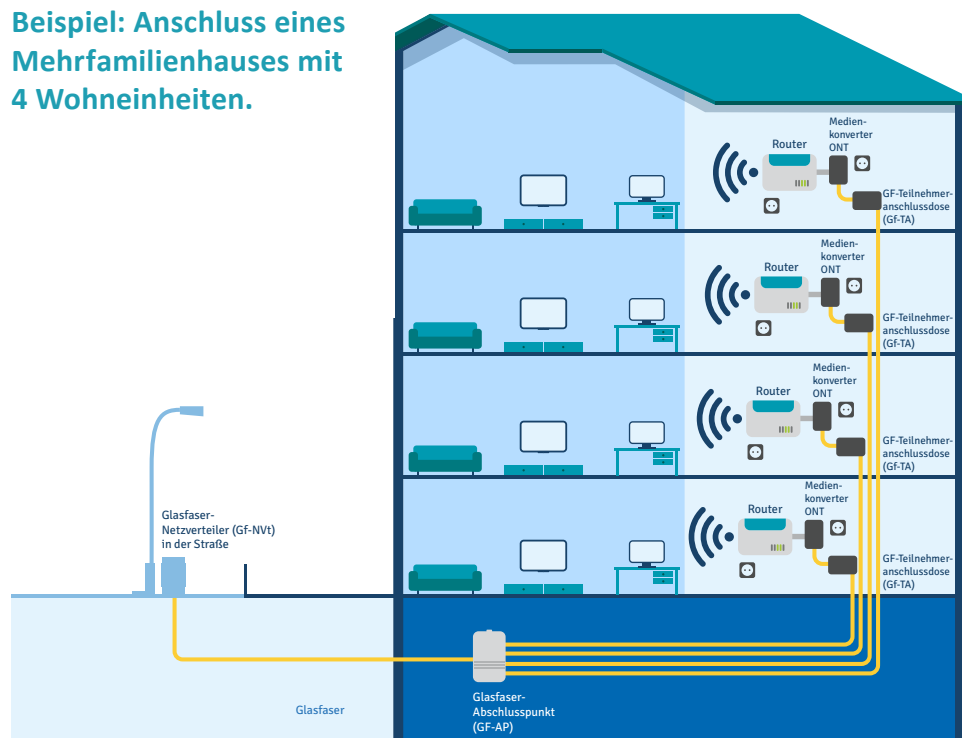 Beispiel: Anschluss eines
Mehrfamilienhauses mit
4 Wohneinheiten.
Medien-
konverter
ONT
Router
GF-Teilnehmer-
anschlussdose
(Gf-TA)
Medien-
konverter
ONT
Router
GF-Teilnehmer-
anschlussdose
(Gf-TA)
Medien-
konverter
ONT
Router
GF-Teilnehmer-
anschlussdose
(Gf-TA)
Medien-
konverter
ONT
Router
GF-Teilnehmer-
anschlussdose
(Gf-TA)
Glasfaser-
Netzverteiler (Gf-NVt)
in der Straße
Glasfaser
Glasfaser-
Abschlusspunkt
(GF-AP)